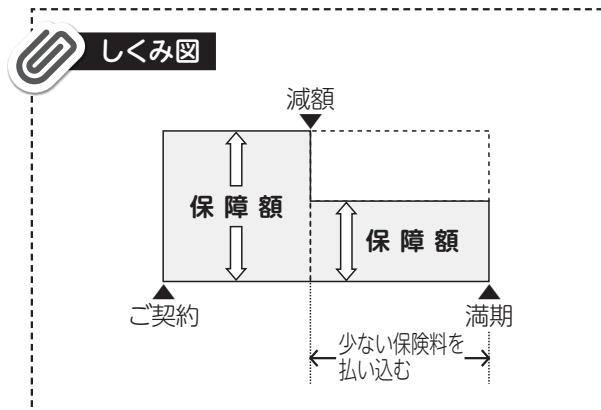 しくみ図
減額
保障額
保障額
ご契約
満期
少ない保険料を
払い込む